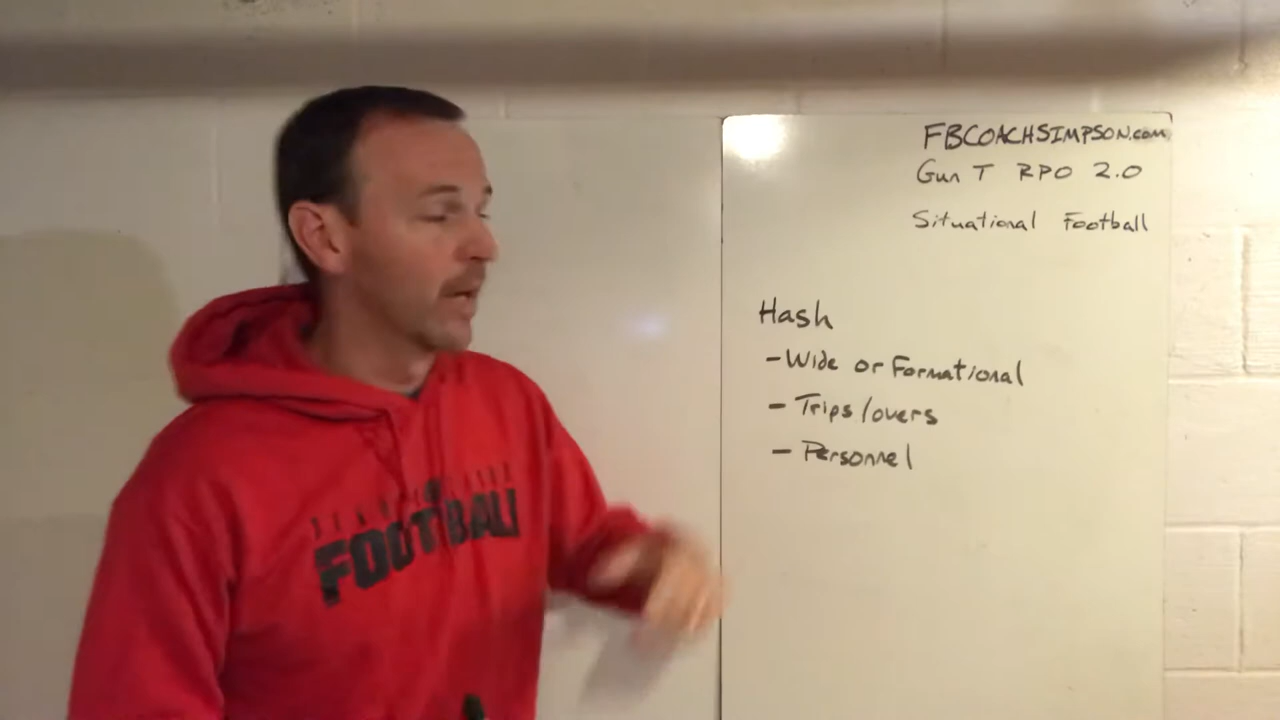 FBCOACHSIMPSON.com
Gun T RPO 2.0
Situational Football
Hash
- Wide or Formational
- Trips/overs
- Personnel
FOOTBALL